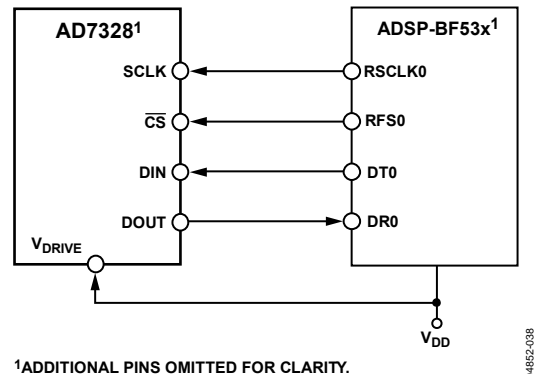 AD7328¹
ADSP-BF53x¹
SCLK
RSCLK0
C̅S̅
RFS0
DIN
DT0
DOUT
DR0
VDRIVE
VDD
¹ADDITIONAL PINS OMITTED FOR CLARITY.
04852-038